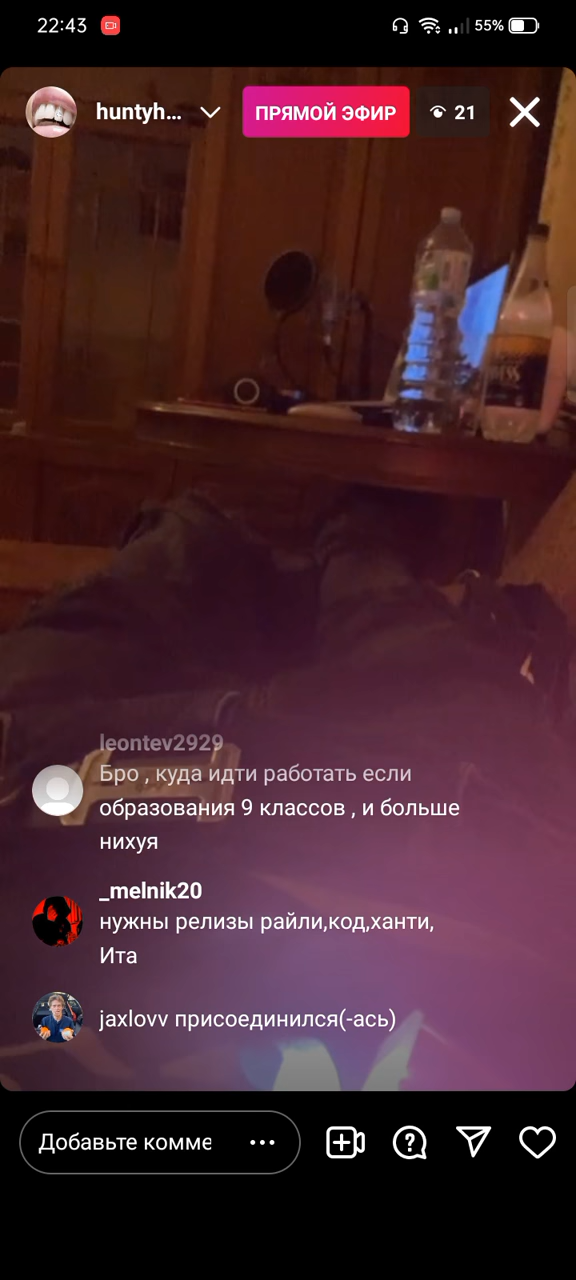 22:43
55%
huntyh...
ПРЯМОЙ ЭФИР
21
leontev2929
Бро , куда идти работать если
образования 9 классов , и больше
нихуя
_melnik20
нужны релизы райли,код,ханти,
Ита
jaxlovv присоединился(-ась)
Добавьте комме